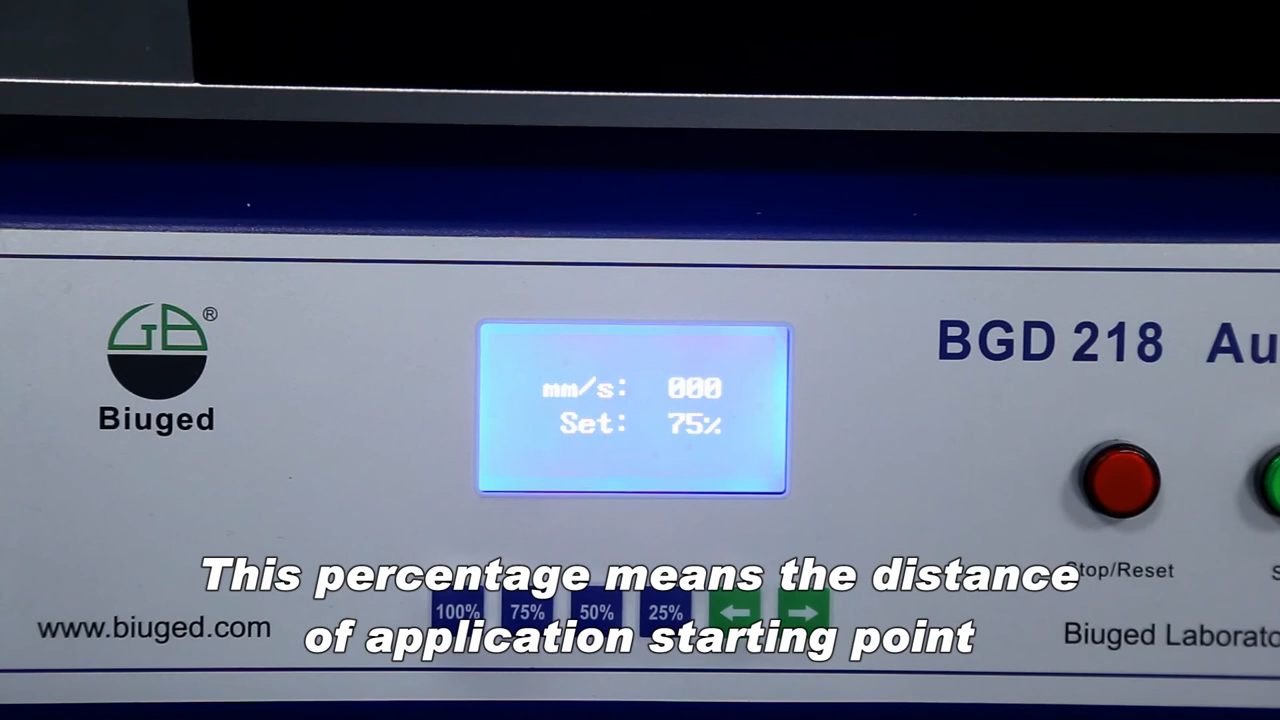 GB®
Biuged
mm/s: 000
Set: 75%
BGD 218 Au
Stop/Reset
S
This percentage means the distance
100% 75% 50% 25% ← →
of application starting point
www.biuged.com
Biuged Laborato